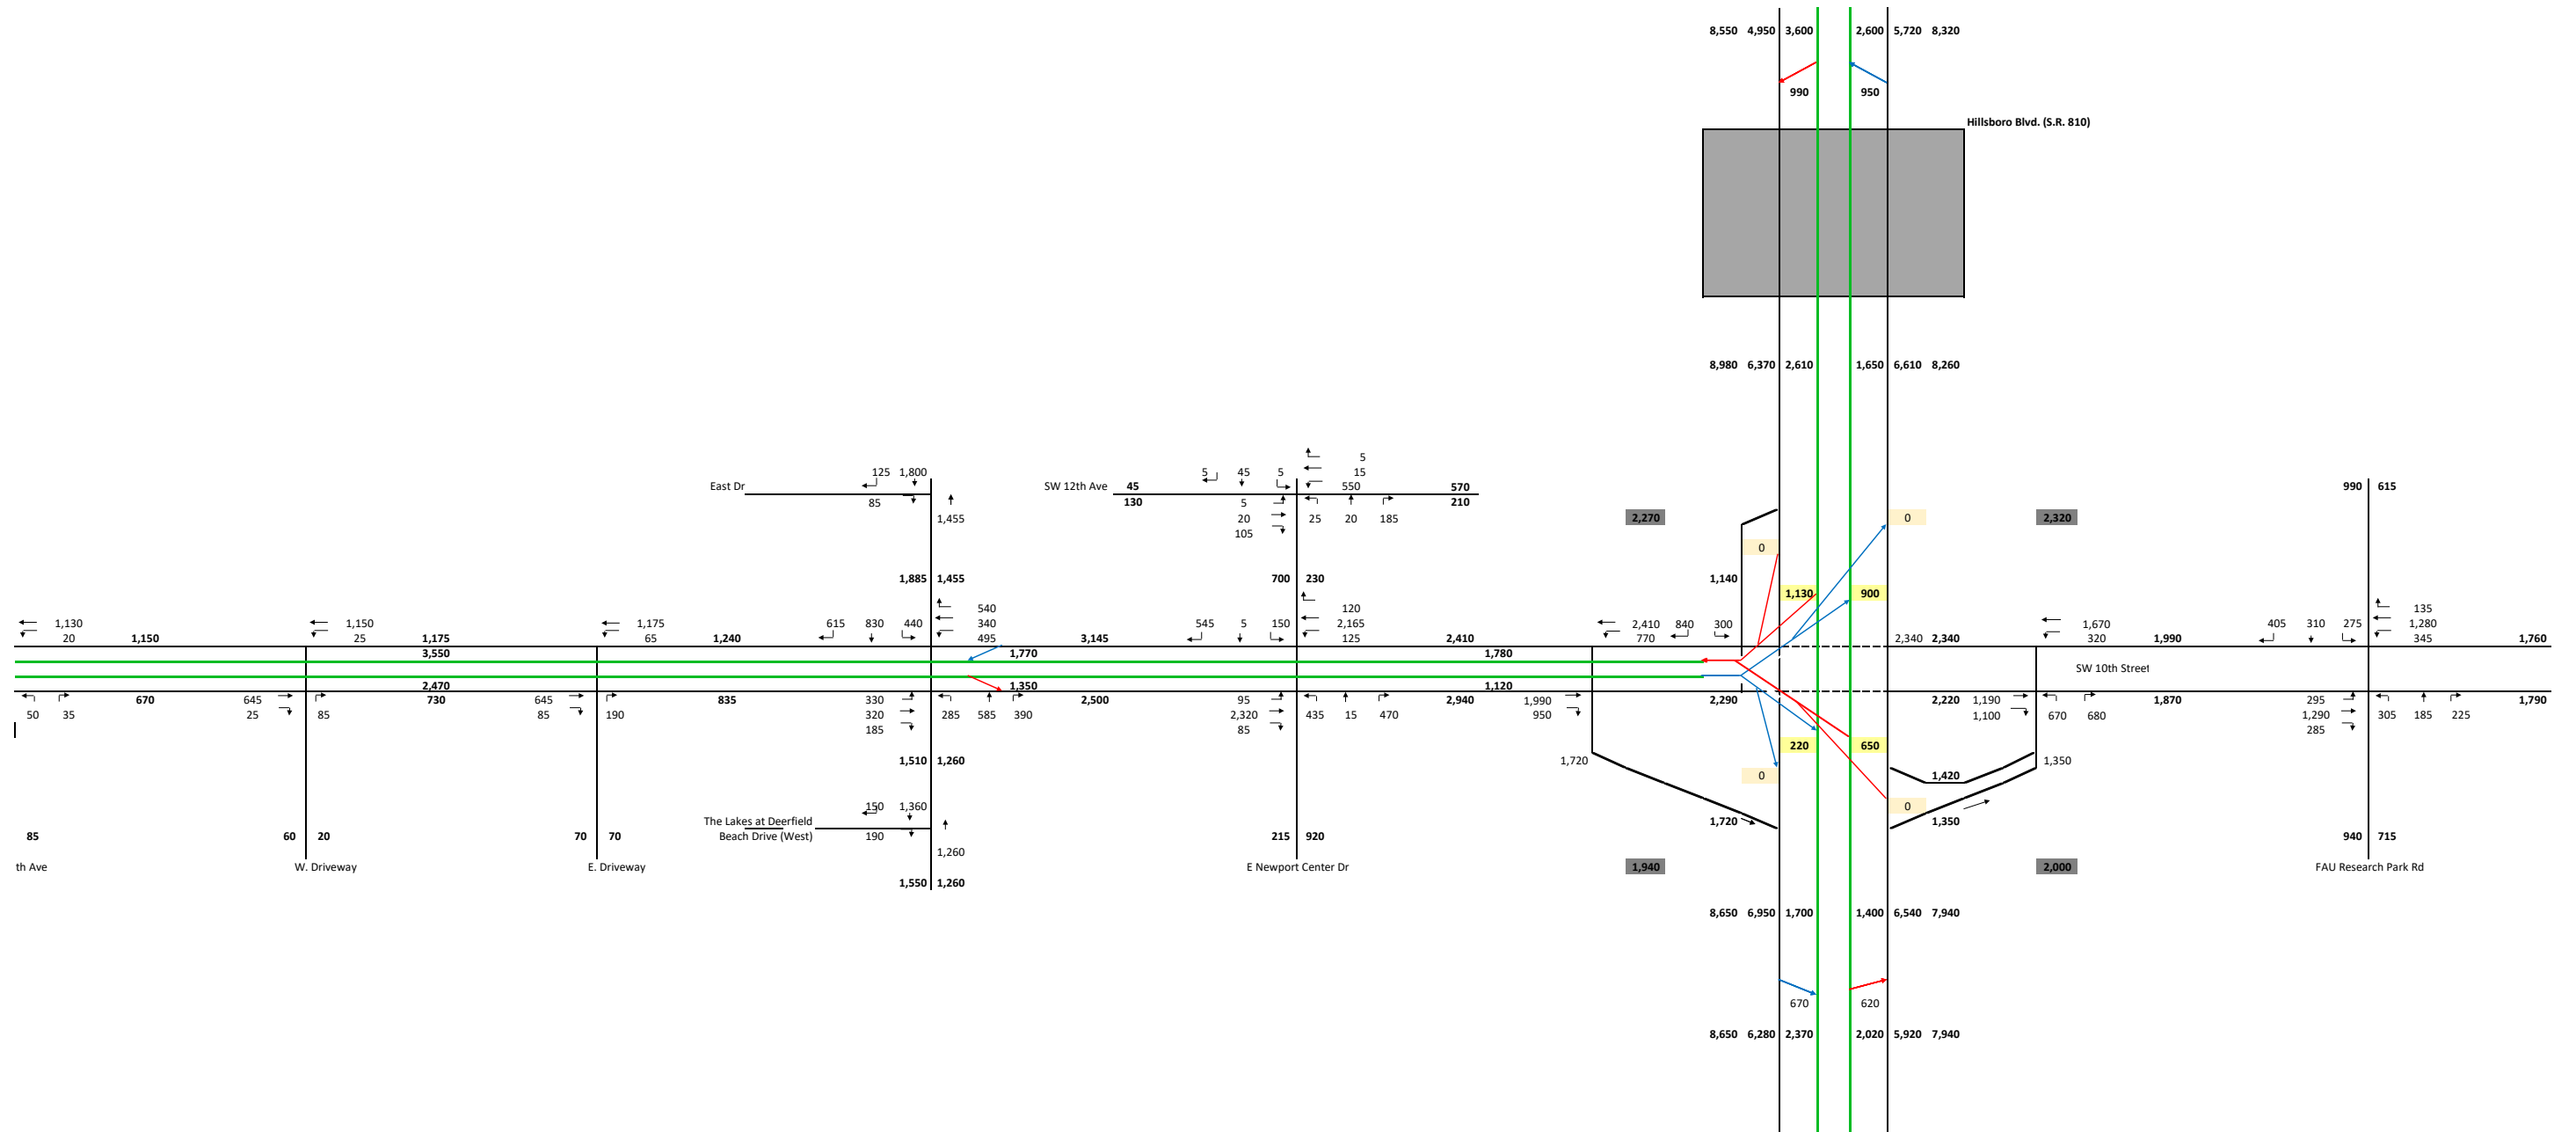 8,550 4,950 3,600 2,600 5,720 8,320
990 950
Hillsboro Blvd. (S.R. 810)
8,980 6,370 2,610 1,650 6,610 8,260
5
125 1,800 5 45 5 15
East Dr SW 12th Ave 45 550 570 990 615
85 130 5 210
1,455 20 25 20 185 2,270 0 2,320
105
0
1,885 1,455 700 230 1,140
1,130 900
540 120 135
1,130 1,150 1,175 615 830 440 340 545 5 150 2,165 2,410 840 300 1,670 405 310 275 1,280
20 1,150 25 1,175 65 1,240 495 3,145 125 2,410 770 2,340 2,340 320 1,990 345 1,760
3,550 1,770 1,780
SW 10th Street
2,470 1,350 1,120
670 645 730 645 835 330 2,500 95 2,940 1,990 2,290 2,220 1,190 1,870 295 1,790
50 35 25 85 85 190 320 285 585 390 2,320 435 15 470 950 1,100 670 680 1,290 305 185 225
185 85 285
220 650
1,510 1,260 1,720 1,350
0 1,420
150 1,360 0
The Lakes at Deerfield 1,720 1,350
Beach Drive (West) 190
85 60 20 70 70 215 920 940 715
1,260
th Ave W. Driveway E. Driveway E Newport Center Dr 1,940 2,000 FAU Research Park Rd
1,550 1,260
8,650 6,950 1,700 1,400 6,540 7,940
670 620
8,650 6,280 2,370 2,020 5,920 7,940